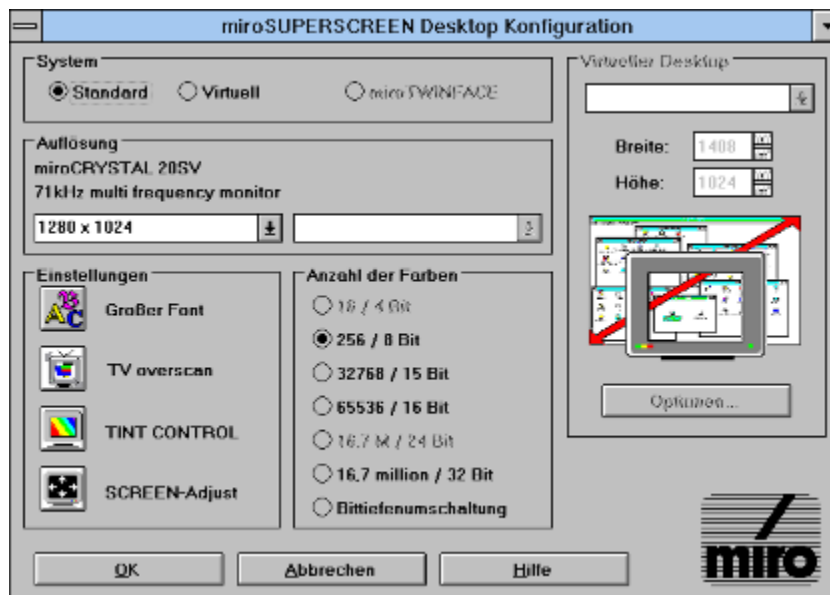 miroSUPERSCREEN Desktop Konfiguration
System
Standard
Virtuell
miro TWINFACE
Auflösung
miroCRYSTAL 20SV
71kHz multi frequency monitor
1280 x 1024
Einstellungen
Großer Font
TV overscan
TINT CONTROL
SCREEN-Adjust
Anzahl der Farben
16 / 4 Bit
256 / 8 Bit
32768 / 15 Bit
65536 / 16 Bit
16.7 M / 24 Bit
16.7 million / 32 Bit
Bittiefenumschaltung
Virtueller Desktop
Breite: 1408
Höhe: 1024
Optionen...
OK
Abbrechen
Hilfe
miro